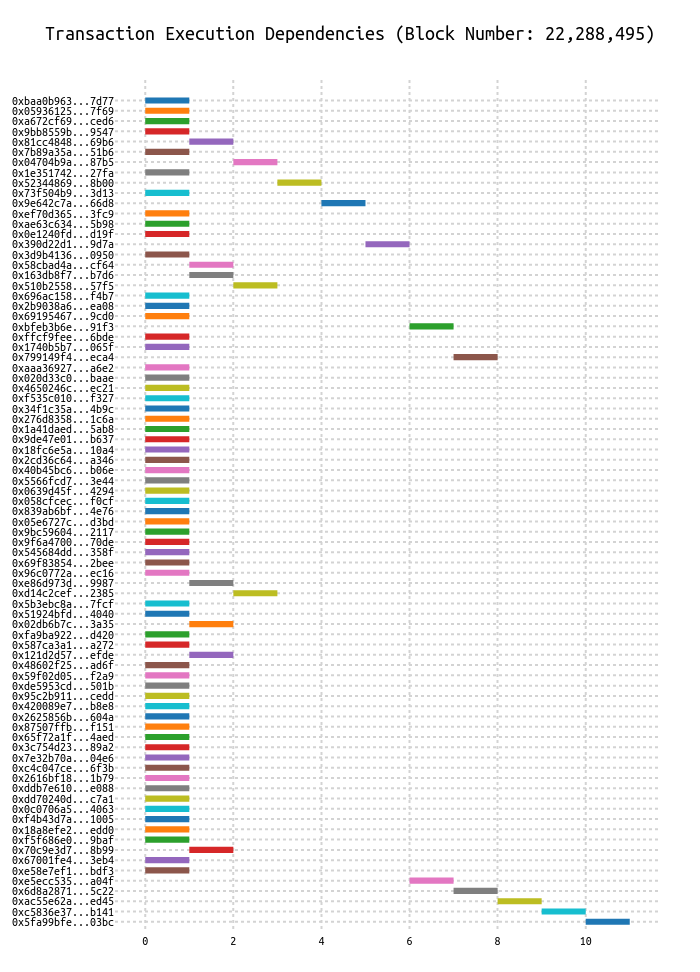 Transaction Execution Dependencies (Block Number: 22,288,495)
0xbaa0b963...7d77
0x05936125...7f69
0xa672cf69...ced6
0x9bb8559b...9547
0x81cc4848...69b6
0x7b89a35a...51b6
0x04704b9a...87b5
0x1e351742...27fa
0x52344869...8b00
0x73f504b9...3d13
0x9e642c7a...66d8
0xef70d365...3fc9
0xae63c634...5b98
0x0e1240fd...d19f
0x390d22d1...9d7a
0x3d9b4136...0950
0x58cbad4a...cf64
0x163db8f7...b7d6
0x510b2558...57f5
0x696ac158...f4b7
0x2b9038a6...ea08
0x69195467...9cd0
0xbfeb3b6e...91f3
0xffcf9fee...6bde
0x1740b5b7...065f
0x799149f4...eca4
0xaaa36927...a6e2
0x020d33c0...baae
0x4650246c...ec21
0xf535c010...f327
0x34f1c35a...4b9c
0x276d8358...1c6a
0x1a41daed...5ab8
0x9de47e01...b637
0x18fc6e5a...10a4
0x2cd36c64...a346
0x40b45bc6...b06e
0x5566fcd7...3e44
0x0639d45f...4294
0x058cfcec...f0cf
0x839ab6bf...4e76
0x05e6727c...d3bd
0x9bc59604...2117
0x9f6a4700...70de
0x545684dd...358f
0x69f83854...2bee
0x96c0772a...ec16
0xe86d973d...9987
0xd14c2cef...2385
0x5b3ebc8a...7fcf
0x51924bfd...4040
0x02db6b7c...3a35
0xfa9ba922...d420
0x587ca3a1...a272
0x121d2d57...efde
0x48602f25...ad6f
0x59f02d05...f2a9
0xde5953cd...501b
0x95c2b911...cedd
0x420089e7...b8e8
0x2625856b...604a
0x87507ffb...f151
0x65f72a1f...4aed
0x3c754d23...89a2
0x7e32b70a...04e6
0xc4c047ce...6f3b
0x2616bf18...1b79
0xddb7e610...e088
0xdd70240d...c7a1
0x0c0706a5...4063
0xf4b43d7a...1005
0x18a8efe2...edd0
0xf5f686e0...9baf
0x70c9e3d7...8b99
0x67001fe4...3eb4
0xe58e7ef1...bdf3
0xe5ecc535...a04f
0x6d8a2871...5c22
0xac55e62a...ed45
0xc5836e37...b141
0x5fa99bfe...03bc
0 2 4 6 8 10